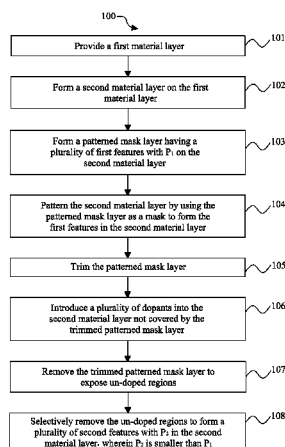 100
Provide a first material layer
101
Form a second material layer on the first
material layer
102
Form a patterned mask layer having a
plurality of first features with P₁ on the
second material layer
103
Pattern the second material layer by using the
patterned mask layer as a mask to form the
first features in the second material layer
104
Trim the patterned mask layer
105
Introduce a plurality of dopants into the
second material layer not covered by the
trimmed patterned mask layer
106
Remove the trimmed patterned mask layer to
expose un-doped regions
107
Selectively remove the un-doped regions to form a
plurality of second features with P₂ in the second
material layer, wherein P₂ is smaller than P₁
108